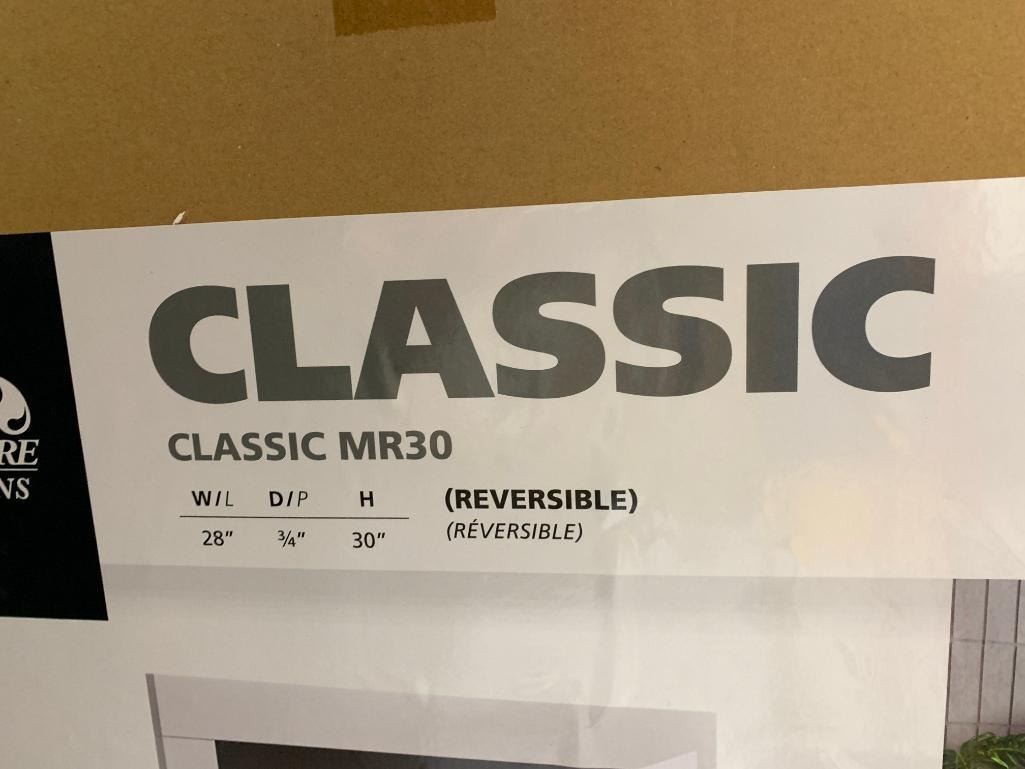 CLASSIC
CLASSIC MR30
W/L D/P H (REVERSIBLE)
28" ¾" 30" (RÉVERSIBLE)